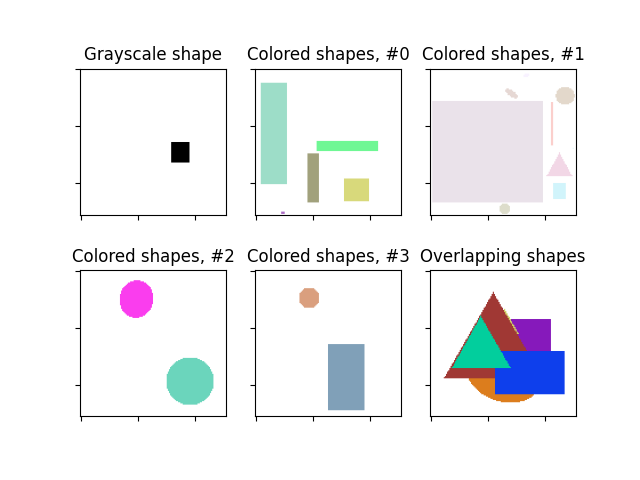 Grayscale shape
Colored shapes, #0
Colored shapes, #1
Colored shapes, #2
Colored shapes, #3
Overlapping shapes